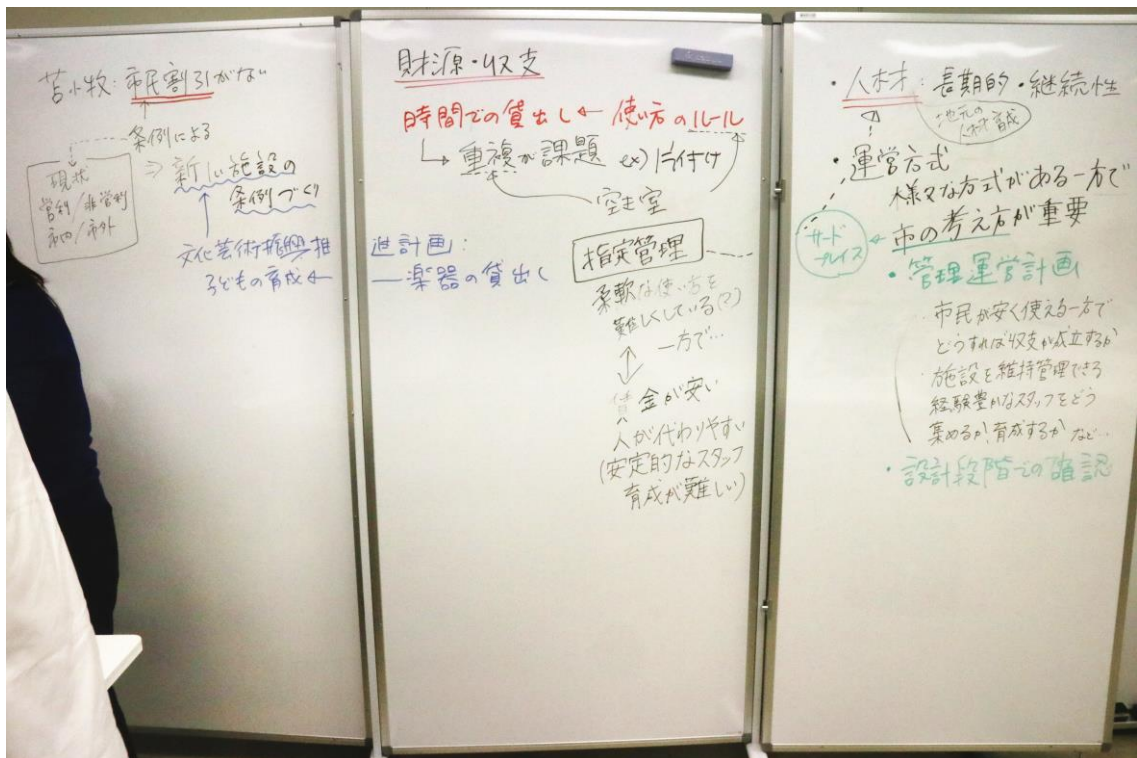 苫小牧:市民割引がない
条例による
現状
営利/非営利
市内/市外
⇒新しい施設の
条例づくり
文化芸術振興推進計画:
子どもの育成←楽器の貸出し
財源・収支
時間での貸出し←使い方のルール
重複が課題 ex)片付け
空き室
指定管理
柔軟な使い方を
難しくしている(?)
一方で…
賃金が安い
人が代わりやすい
(安定的なスタッフ
育成が難しい)
・人材:長期的・継続性
地元の
人材育成
・運営方式
様々な方式がある一方で
市の考え方が重要
サード
プレイス
・管理運営計画
・市民が安く使える一方で
どうすれば収支が成立するか
・施設を維持管理できる
経験豊かなスタッフをどう
集めるか、育成するか など…
・設計段階での確認